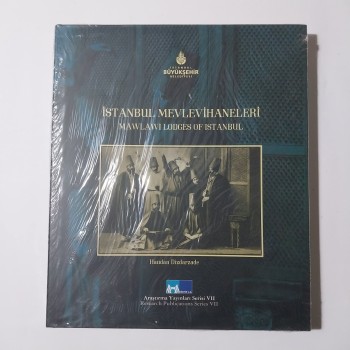 İSTANBUL
BÜYÜKŞEHİR
BELEDİYESİ
İSTANBUL MEVLEVİHANELERİ
MAWLAWI LODGES OF ISTANBUL
Araştırma Yayınları Serisi VII
Research Publications Series VII